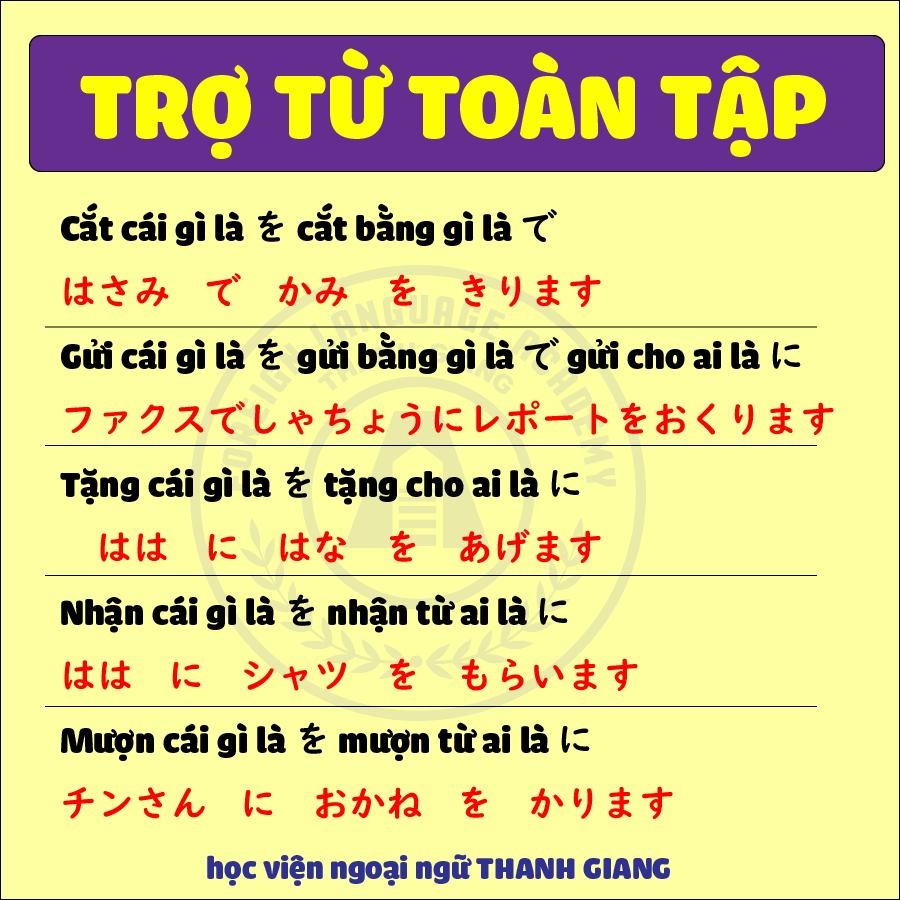 TRỢ TỪ TOÀN TẬP
Cắt cái gì là を cắt bằng gì là で
はさみ　で　かみ　を　きります
Gửi cái gì là を gửi bằng gì là で gửi cho ai là に
ファクスでしゃちょうにレポートをおくります
Tặng cái gì là を tặng cho ai là に
はは　に　はな　を　あげます
Nhận cái gì là を nhận từ ai là に
はは　に　シャツ　を　もらいます
Mượn cái gì là を mượn từ ai là に
チンさん　に　おかね　を　かります
học viện ngoại ngữ THANH GIANG